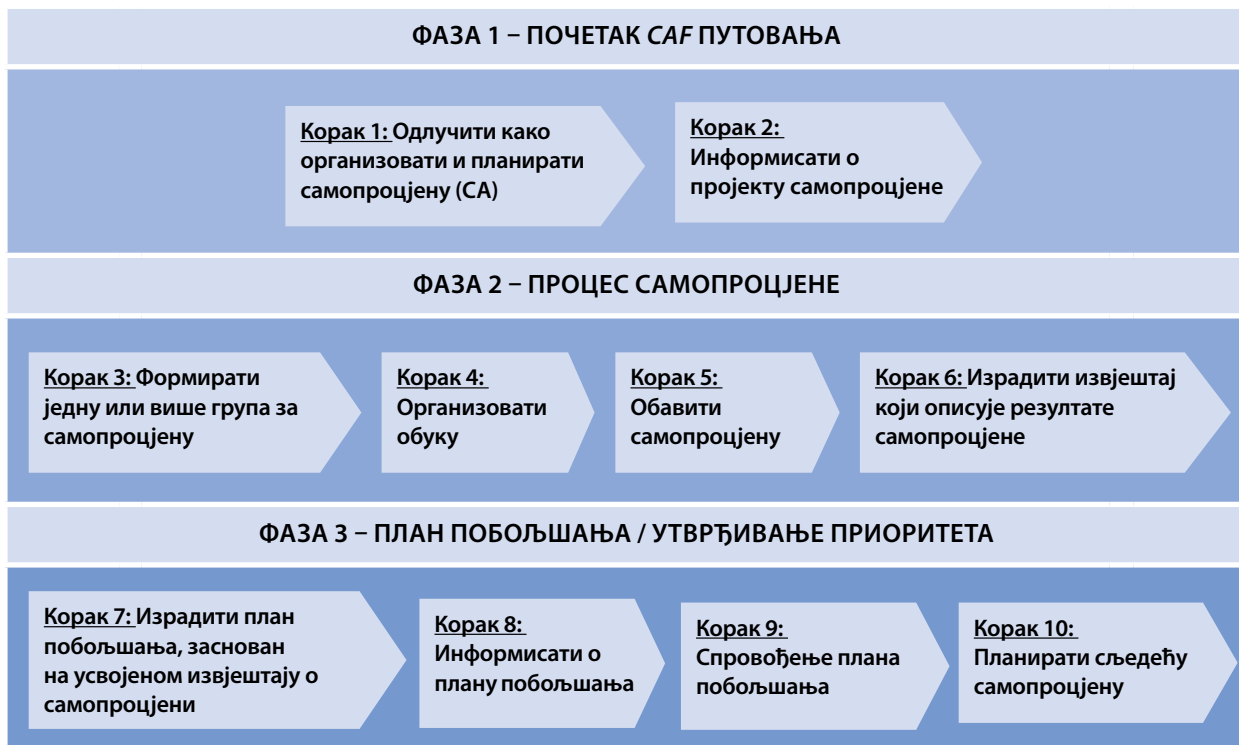 ФАЗА 1 – ПОЧЕТАК CAF ПУТОВАЊА
Корак 1: Одлучити како
организовати и планирати
самопроцјену (СА)
Корак 2:
Информисати о
пројекту самопроцјене
ФАЗА 2 – ПРОЦЕС САМОПРОЦЈЕНЕ
Корак 3: Формирати
једну или више група за
самопроцјену
Корак 4:
Организовати
обуку
Корак 5:
Обавити
самопроцјену
Корак 6: Израдити извјештај
који описује резултате
самопроцјене
ФАЗА 3 – ПЛАН ПОБОЉШАЊА / УТВРЂИВАЊЕ ПРИОРИТЕТА
Корак 7: Израдити план
побољшања, заснован
на усвојеном извјештају о
самопроцјени
Корак 8:
Информисати о
плану побољшања
Корак 9:
Спровођење плана
побољшања
Корак 10:
Планирати сљедећу
самопроцјену